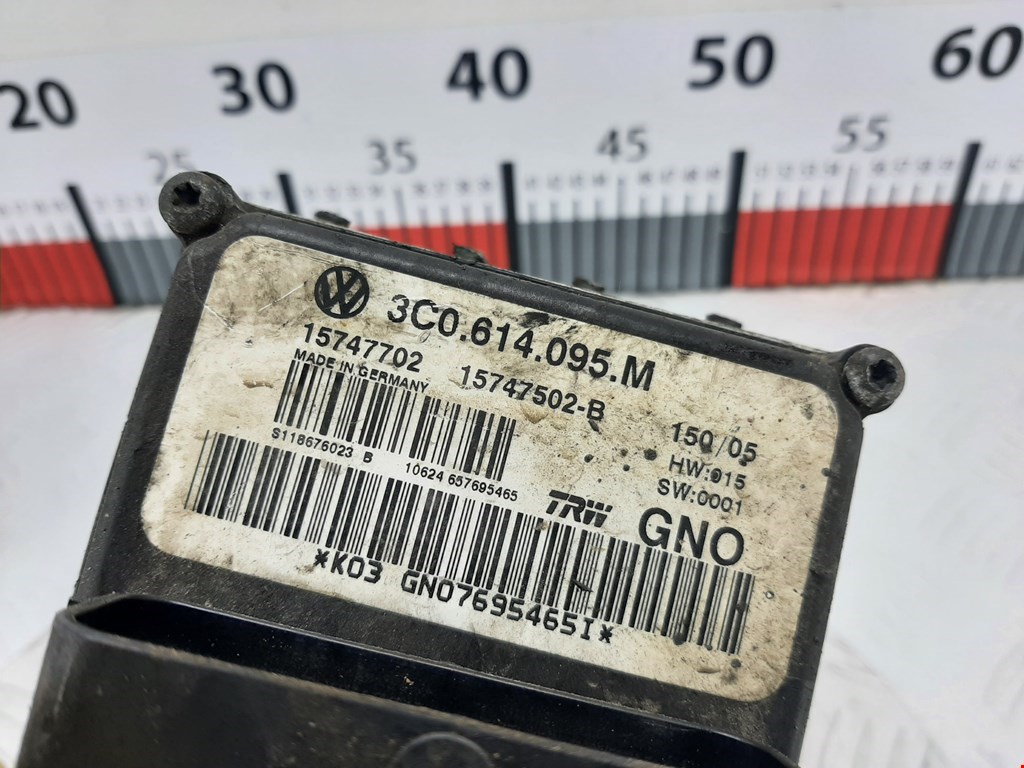 20 30 40 50 60
25 35 45 55
3C0.614.095.M
15747702 15747502-B
MADE IN GERMANY
150/05
HW:015
SW:0001
S118676023 B 10624 657695465
TRW GNO
*K03 GNO7695465I*